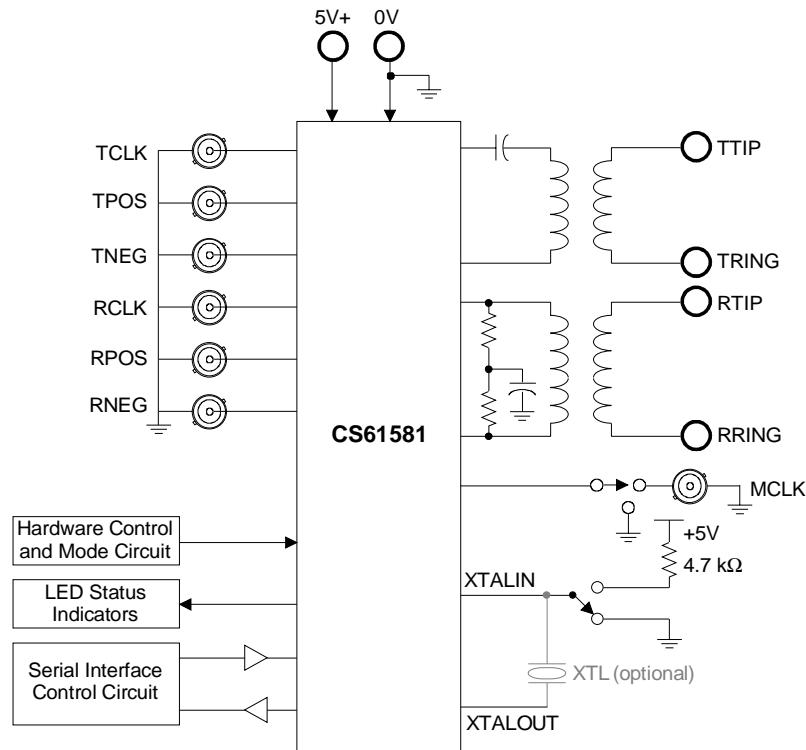 5V+ 0V
TCLK
TPOS
TNEG
RCLK
RPOS
RNEG
CS61581
TTIP
TRING
RTIP
RRING
MCLK
+5V
4.7 kΩ
XTALIN
XTL (optional)
XTALOUT
Hardware Control
and Mode Circuit
LED Status
Indicators
Serial Interface
Control Circuit